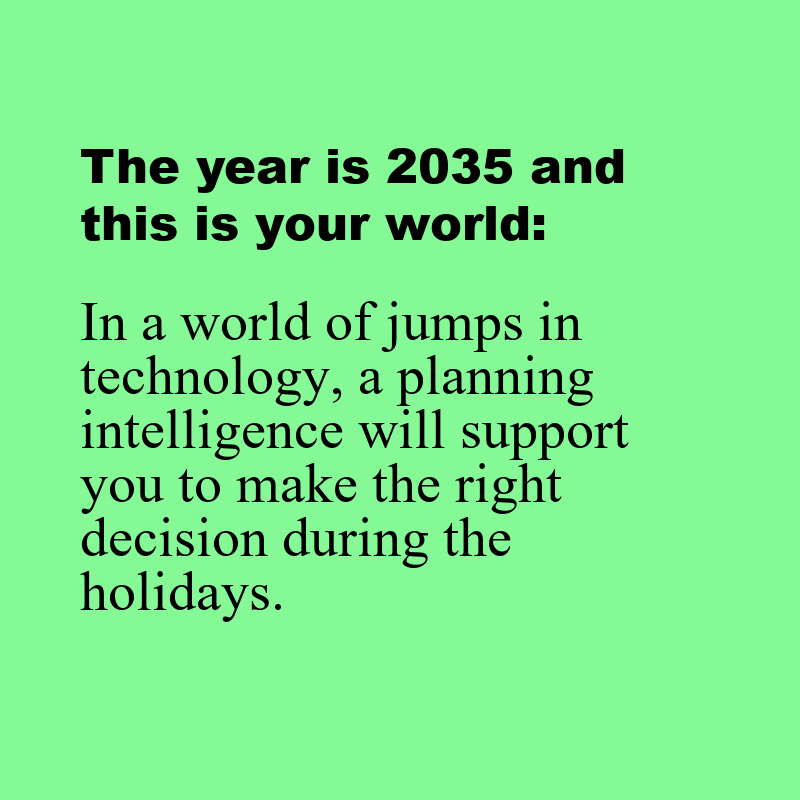 The year is 2035 and
this is your world:
In a world of jumps in
technology, a planning
intelligence will support
you to make the right
decision during the
holidays.